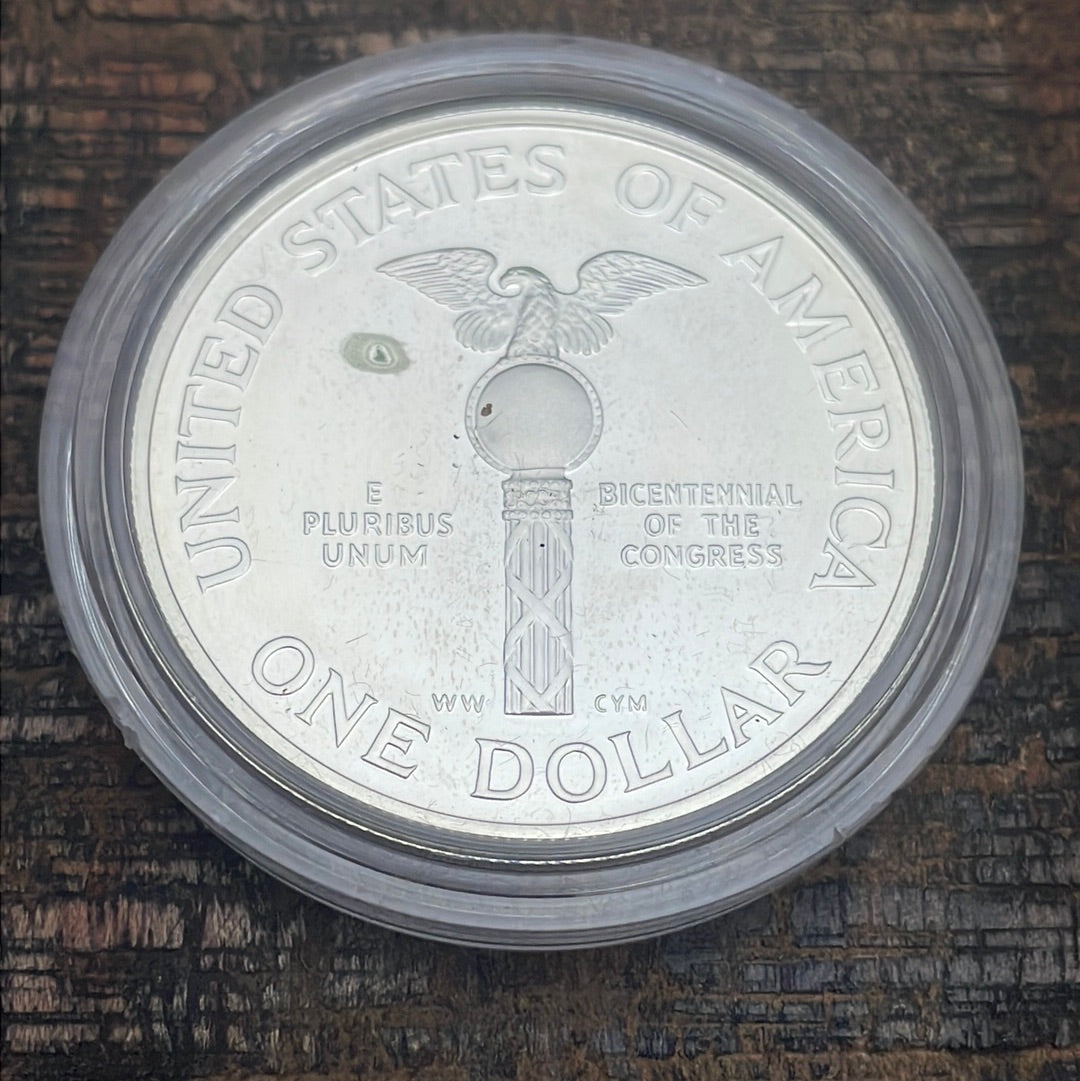 UNITED STATES OF AMERICA
E
PLURIBUS
UNUM
BICENTENNIAL
OF THE
CONGRESS
WW
CYM
ONE DOLLAR